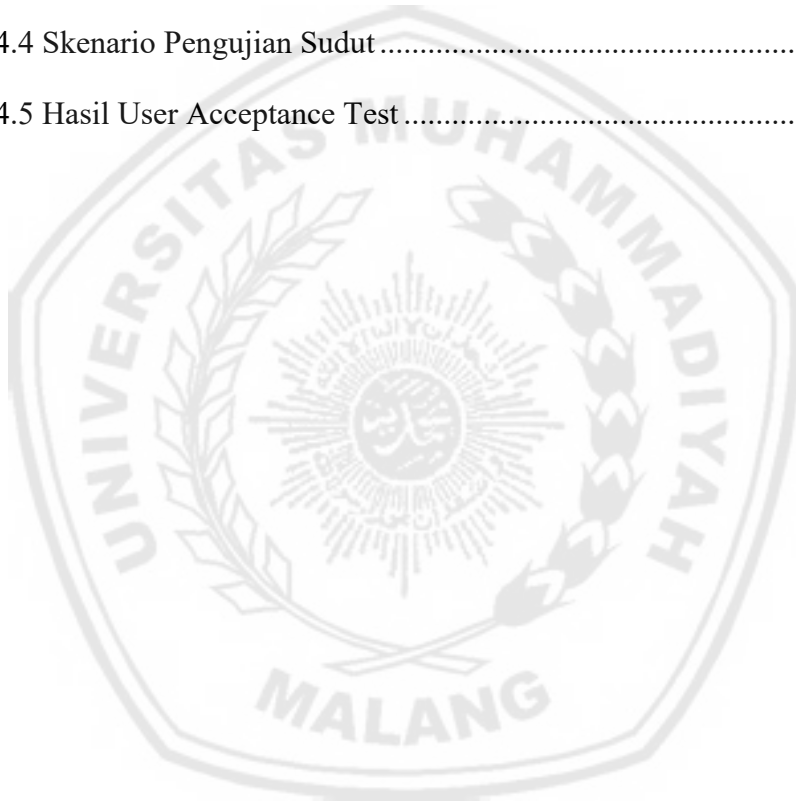 4.4 Skenario Pengujian Sudut.....................................................
4.5 Hasil User Acceptance Test..................................................
UNIVERSITAS MUHAMMADIYAH
MALANG